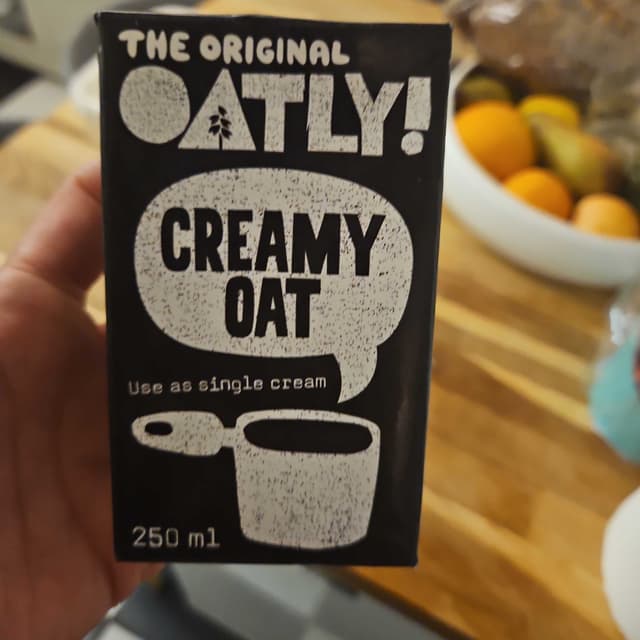 THE ORIGINAL
OATLY!
CREAMY
OAT
Use as single cream
250 ml